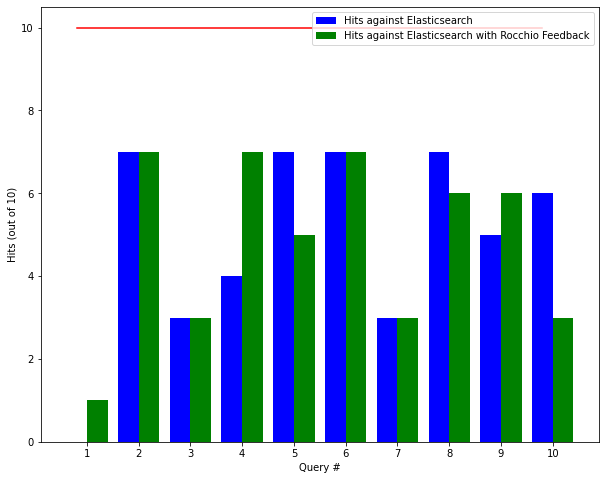 Hits against Elasticsearch
Hits against Elasticsearch with Rocchio Feedback
10
8
6
4
2
0
Hits (out of 10)
1 2 3 4 5 6 7 8 9 10
Query #